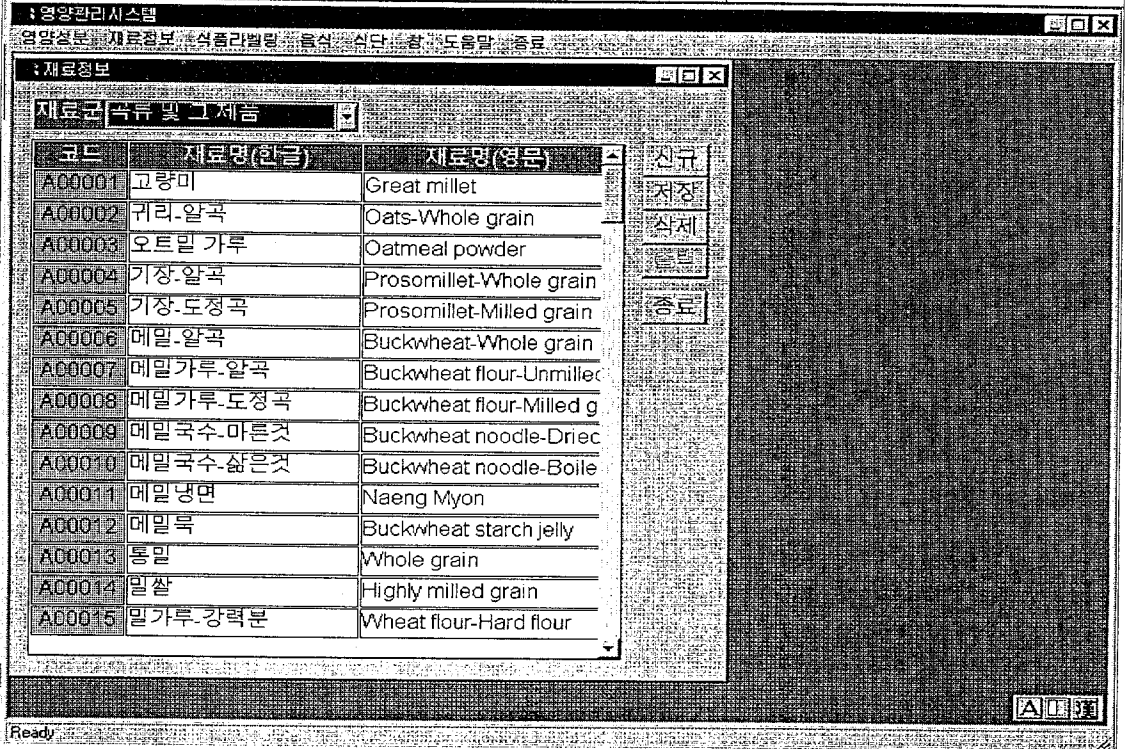 영양관리시스템
영양성분 재료정보 식품라벨링 음식 식단 창 도움말 종료
재료정보
재료군 곡류 및 그 제품
코드 재료명(한글) 재료명(영문)
A00001 고량미 Great millet
A00002 귀리-알곡 Oats-Whole grain
A00003 오트밀 가루 Oatmeal powder
A00004 기장-알곡 Prosomillet-Whole grain
A00005 기장-도정곡 Prosomillet-Milled grain
A00006 메밀-알곡 Buckwheat-Whole grain
A00007 메밀가루-알곡 Buckwheat flour-Unmilled
A00008 메밀가루-도정곡 Buckwheat flour-Milled g
A00009 메밀국수-마른것 Buckwheat noodle-Dried
A00010 메밀국수-삶은것 Buckwheat noodle-Boile
A00011 메밀냉면 Naeng Myon
A00012 메밀묵 Buckwheat starch jelly
A00013 통밀 Whole grain
A00014 밀쌀 Highly milled grain
A00015 밀가루-강력분 Wheat flour-Hard flour
신규
저장
삭제
종료
A 漢
Ready